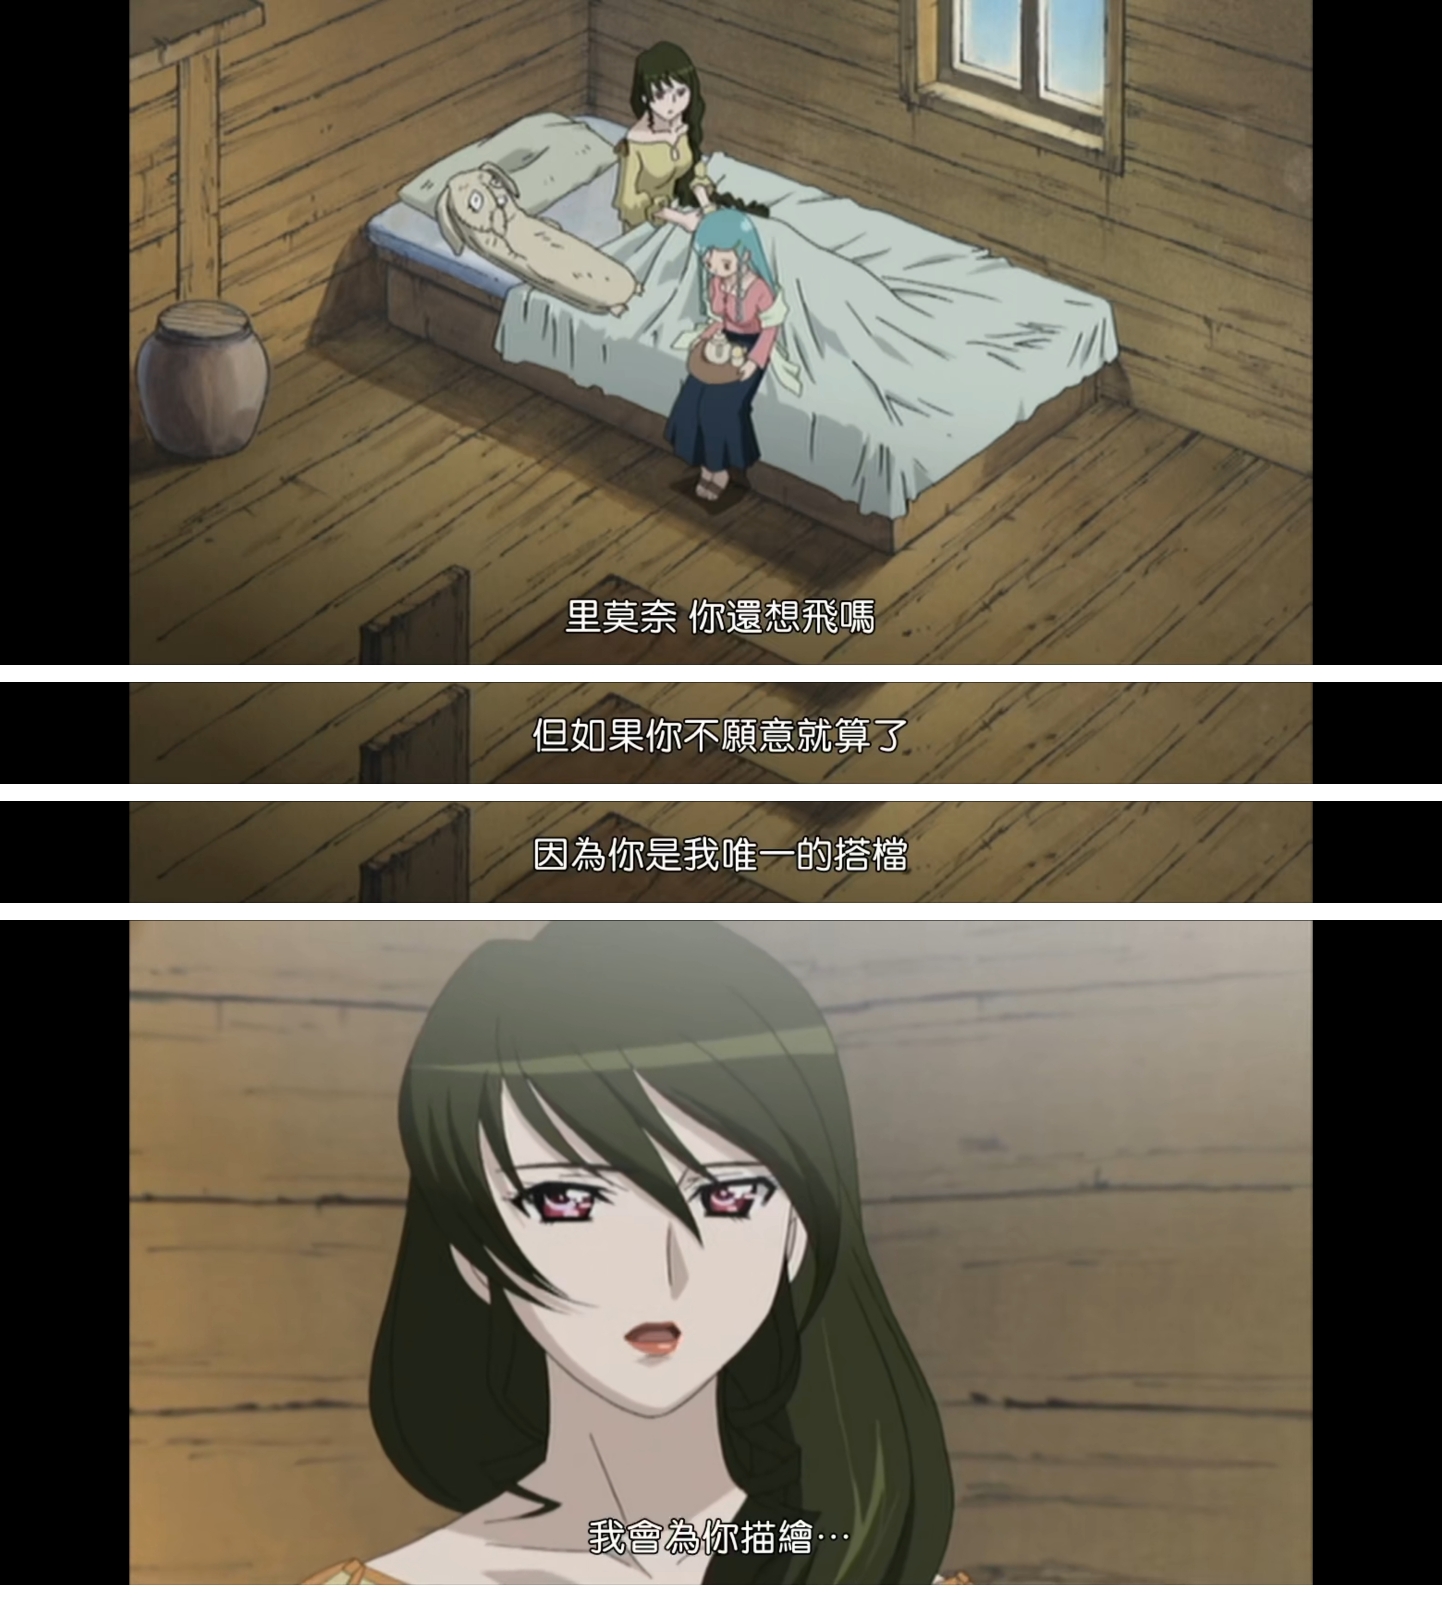 里莫奈 你還想飛嗎
但如果你不願意就算了
因為你是我唯一的搭檔
我會為你描繪…